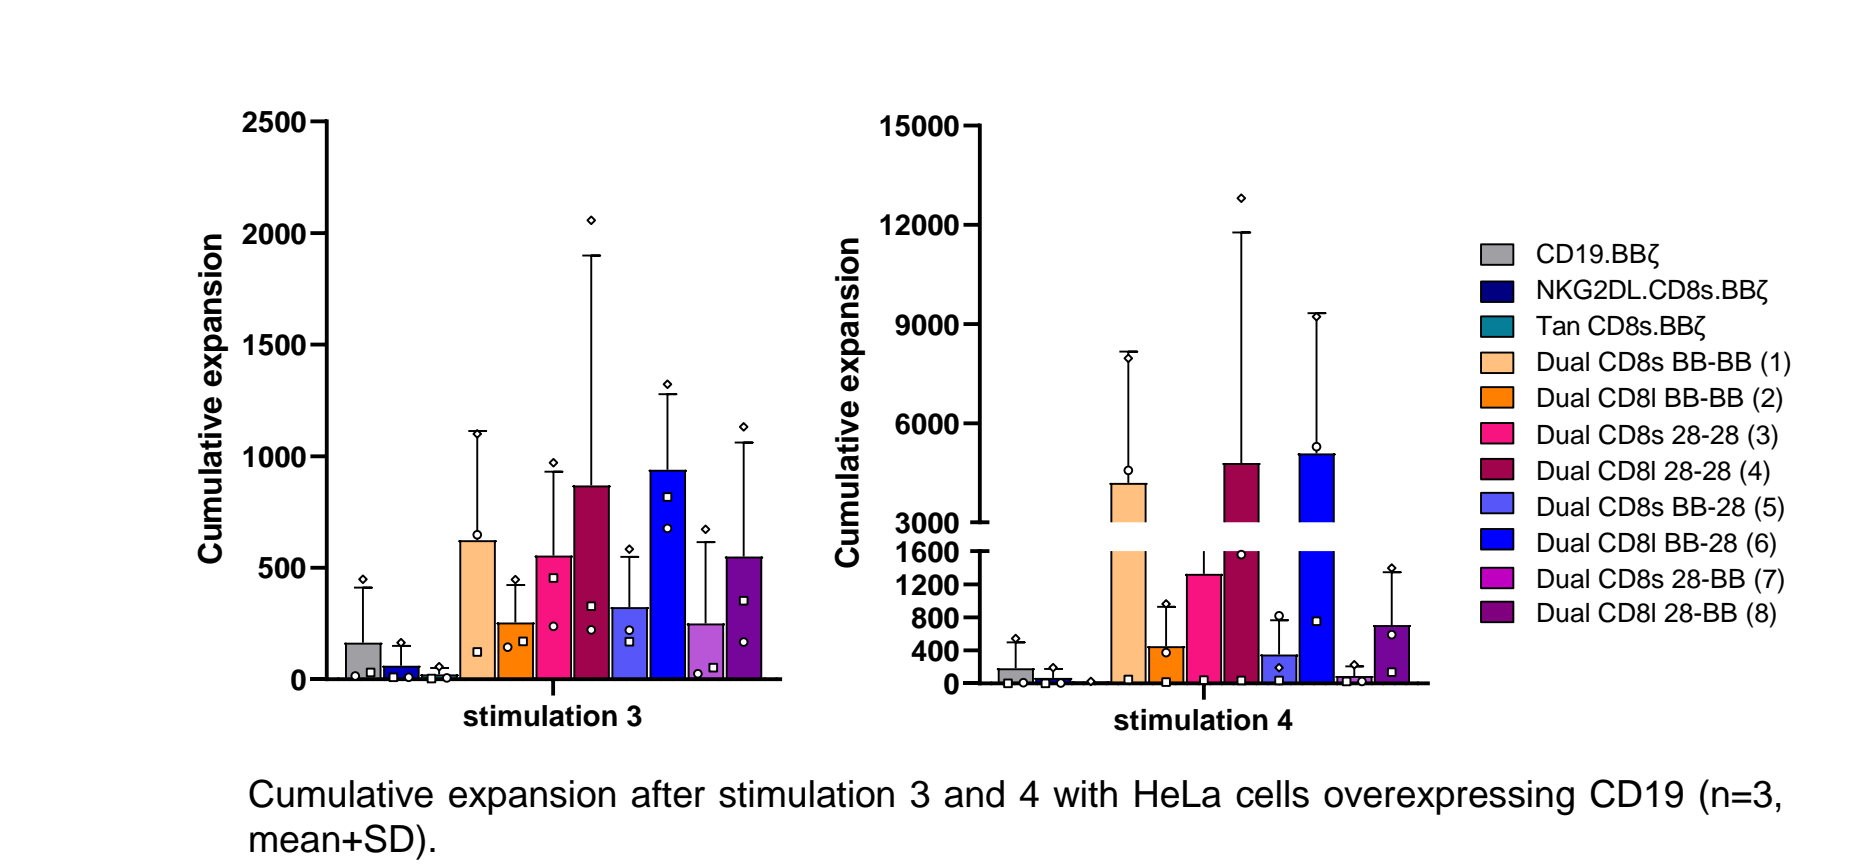 2500
2000
1500
1000
500
0
Cumulative expansion
stimulation 3
15000
12000
9000
6000
3000
1600
1200
800
400
0
Cumulative expansion
stimulation 4
CD19.BBζ
NKG2DL.CD8s.BBζ
Tan CD8s.BBζ
Dual CD8s BB-BB (1)
Dual CD8l BB-BB (2)
Dual CD8s 28-28 (3)
Dual CD8l 28-28 (4)
Dual CD8s BB-28 (5)
Dual CD8l BB-28 (6)
Dual CD8s 28-BB (7)
Dual CD8l 28-BB (8)
Cumulative expansion after stimulation 3 and 4 with HeLa cells overexpressing CD19 (n=3,
mean+SD).